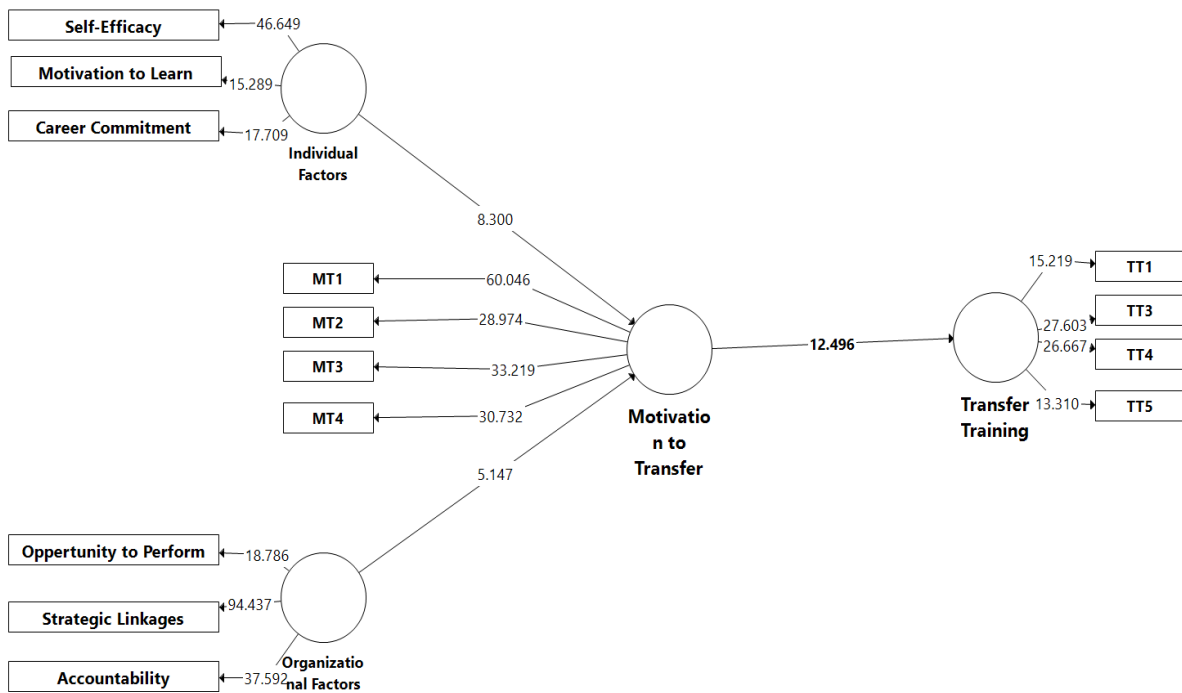 Self-Efficacy
46.649
Motivation to Learn
15.289
Career Commitment
17.709
Individual
Factors
8.300
MT1
60.046
MT2
28.974
MT3
33.219
MT4
30.732
Motivatio
n to
Transfer
12.496
15.219
TT1
27.603
TT3
26.667
TT4
13.310
TT5
Transfer
Training
5.147
Oppertunity to Perform
18.786
Strategic Linkages
94.437
Accountability
37.592
Organizatio
nal Factors